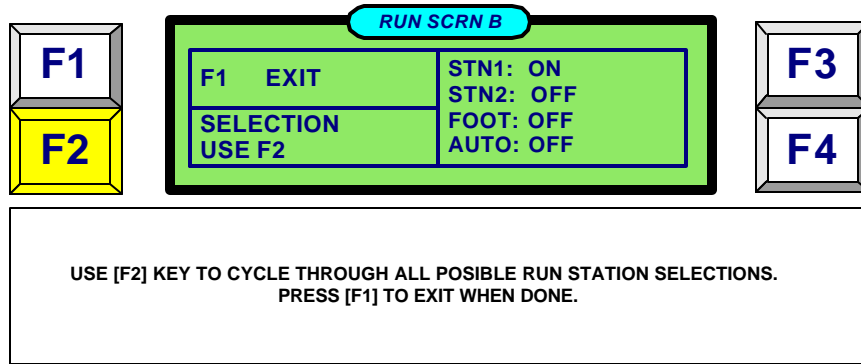 RUN SCRN B
F1
F2
F1 EXIT
SELECTION
USE F2
STN1: ON
STN2: OFF
FOOT: OFF
AUTO: OFF
F3
F4
USE [F2] KEY TO CYCLE THROUGH ALL POSIBLE RUN STATION SELECTIONS.
PRESS [F1] TO EXIT WHEN DONE.